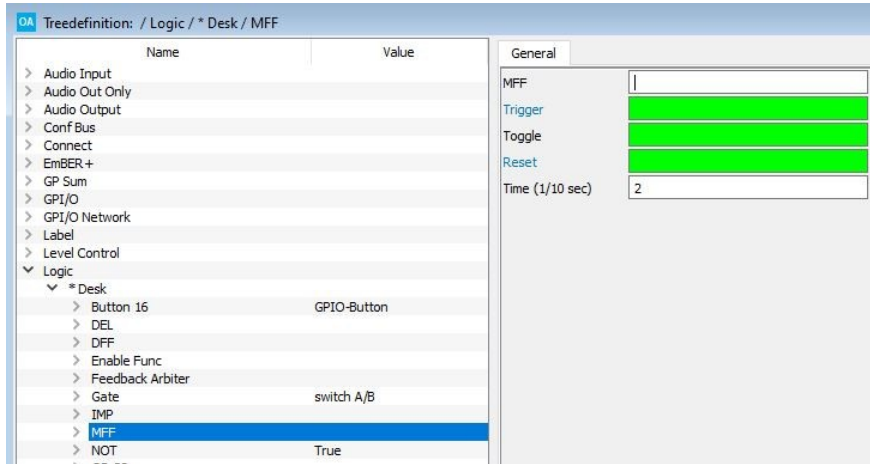 OA Treedefinition: / Logic / * Desk / MFF
Name Value
Audio Input
Audio Out Only
Audio Output
Conf Bus
Connect
EmBER+
GP Sum
GPI/O
GPI/O Network
Label
Level Control
Logic
* Desk
Button 16 GPIO-Button
DEL
DFF
Enable Func
Feedback Arbiter
Gate switch A/B
IMP
MFF
NOT True
General
MFF
Trigger
Toggle
Reset
Time (1/10 sec) 2